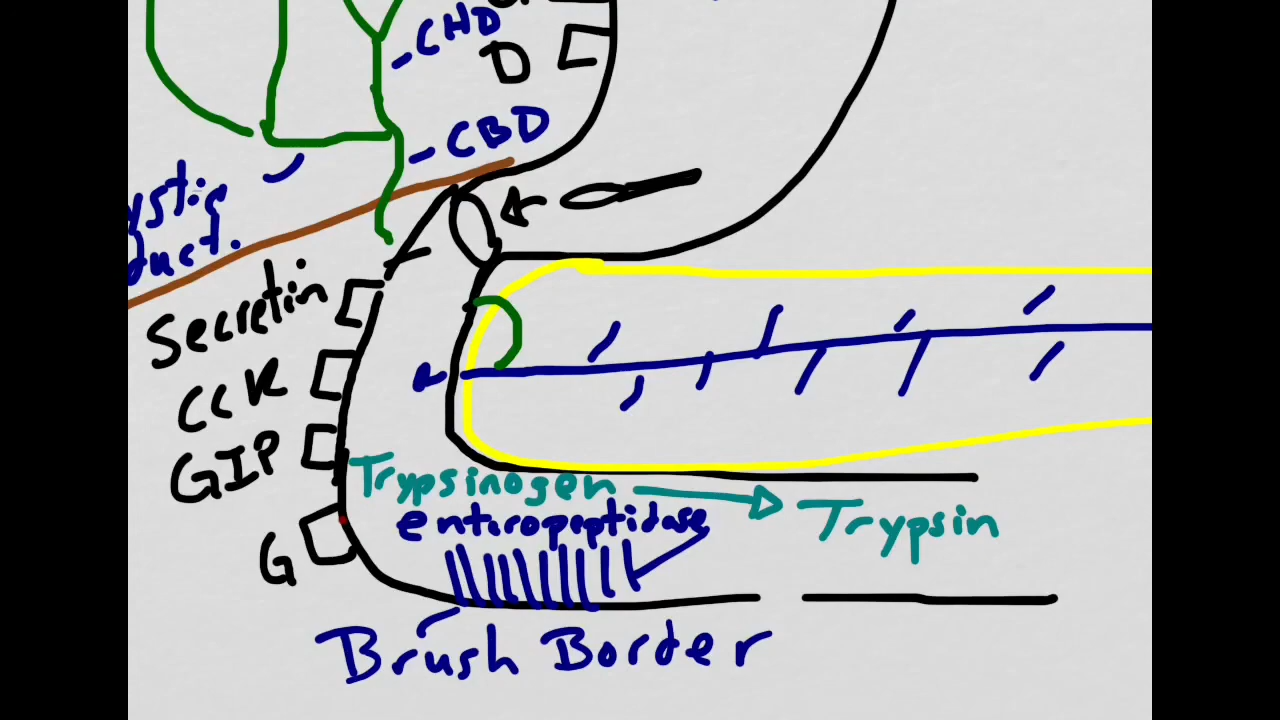 CHD
D
CBD
ystic
duct.
Secretin
CCK
GIP
Trypsinogen
Trypsin
enteropeptidase
G
Brush Border